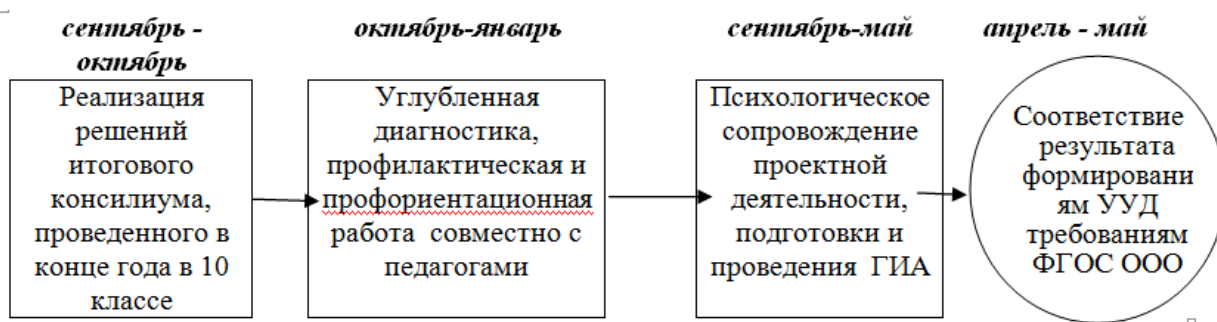 сентябрь -
октябрь
октябрь-январь
сентябрь-май
апрель - май
Реализация
решений
итогового
консилиума,
проведенного в
конце года в 10
классе
Углубленная
диагностика,
профилактическая и
профориентационная
работа совместно с
педагогами
Психологическое
сопровождение
проектной
деятельности,
подготовки и
проведения ГИА
Соответствие
результата
формировани
ям УУД
требованиям
ФГОС ООО